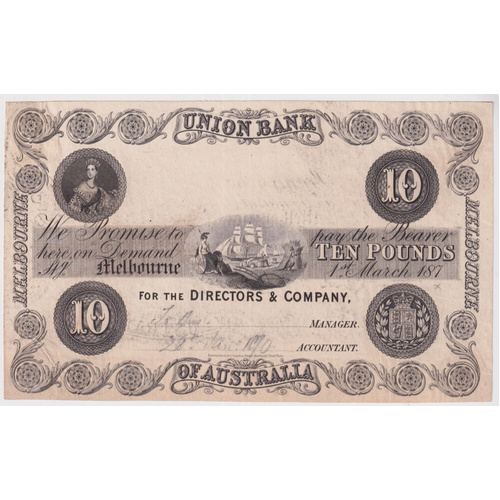 UNION BANK
10
MELBOURNE
MELBOURNE
We Promise to pay the Bearer
here, on Demand TEN POUNDS
Melbourne 1st March 187
FOR THE DIRECTORS & COMPANY,
10
MANAGER.
ACCOUNTANT.
OF AUSTRALIA